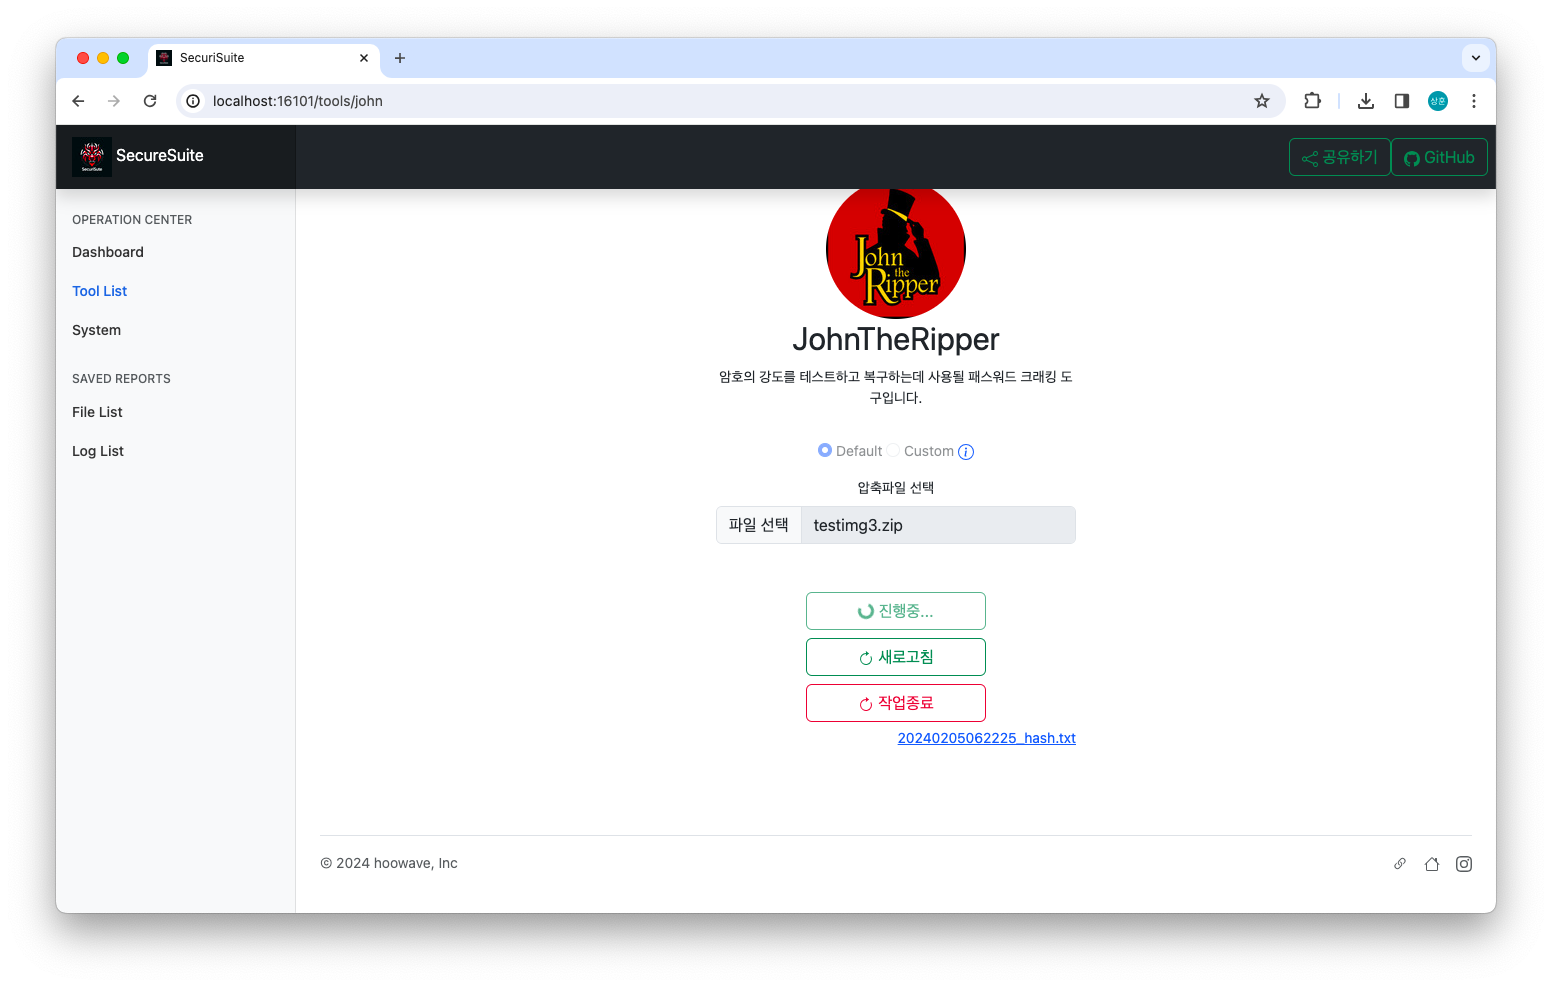 SecuriSuite
localhost:16101/tools/john
상훈
SecuriSuite
SecureSuite
공유하기
GitHub
OPERATION CENTER
Dashboard
Tool List
System
SAVED REPORTS
File List
Log List
John
the
Ripper
JohnTheRipper
암호의 강도를 테스트하고 복구하는데 사용될 패스워드 크래킹 도
구입니다.
Default Custom
압축파일 선택
파일 선택 testimg3.zip
진행중...
새로고침
작업종료
20240205062225_hash.txt
© 2024 hoowave, Inc